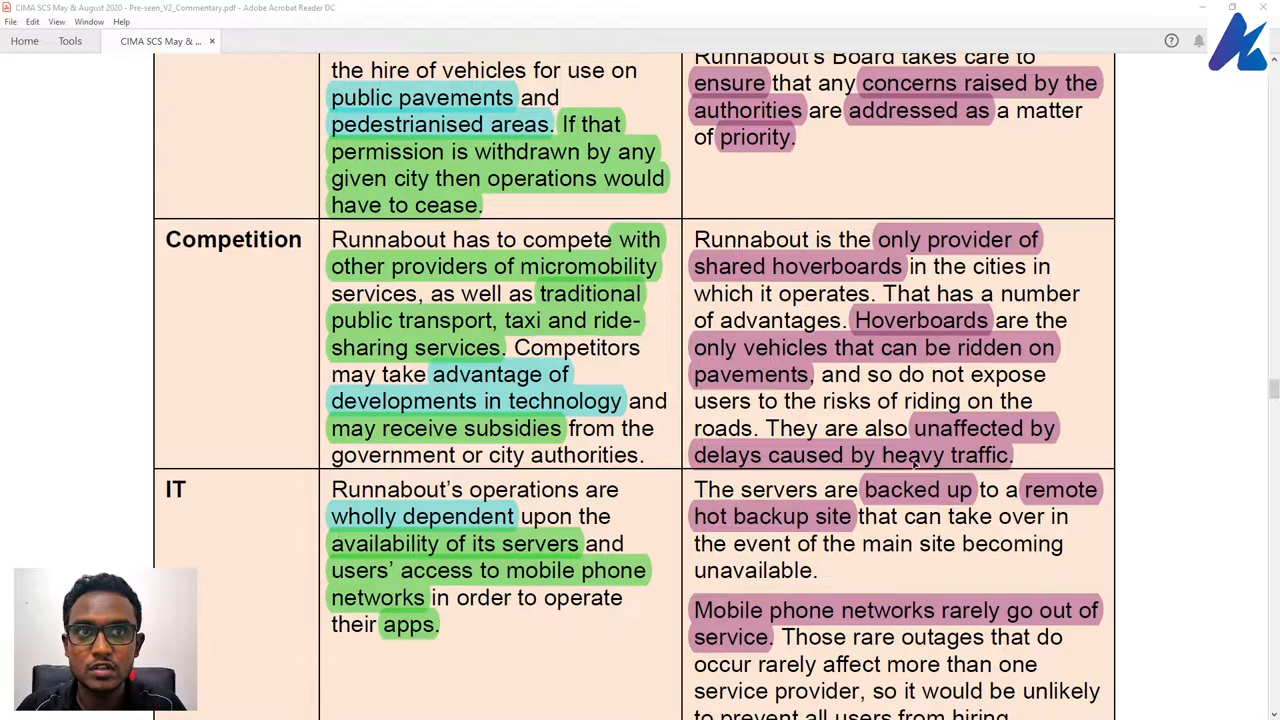 CIMA SCS May & August 2020 - Pre-seen_V2_Commentary.pdf - Adobe Acrobat Reader DC
File Edit View Window Help
Home Tools CIMA SCS May & ... ×
the hire of vehicles for use on
public pavements and
pedestrianised areas. If that
permission is withdrawn by any
given city then operations would
have to cease.
Runnabout's Board takes care to
ensure that any concerns raised by the
authorities are addressed as a matter
of priority.
Competition
Runnabout has to compete with
other providers of micromobility
services, as well as traditional
public transport, taxi and ride-
sharing services. Competitors
may take advantage of
developments in technology and
may receive subsidies from the
government or city authorities.
Runnabout is the only provider of
shared hoverboards in the cities in
which it operates. That has a number
of advantages. Hoverboards are the
only vehicles that can be ridden on
pavements, and so do not expose
users to the risks of riding on the
roads. They are also unaffected by
delays caused by heavy traffic.
IT
Runnabout's operations are
wholly dependent upon the
availability of its servers and
users' access to mobile phone
networks in order to operate
their apps.
The servers are backed up to a remote
hot backup site that can take over in
the event of the main site becoming
unavailable.
Mobile phone networks rarely go out of
service. Those rare outages that do
occur rarely affect more than one
service provider, so it would be unlikely
to prevent all users from hiring